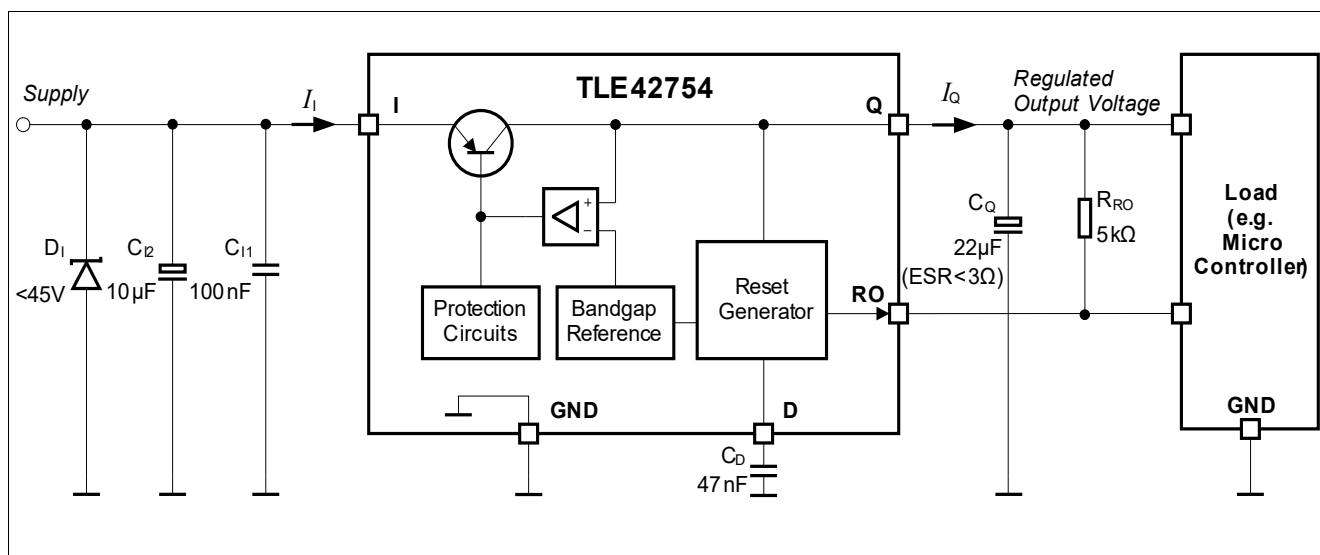 TLE42754
Supply
I_I
I
Q
I_Q
Regulated
Output Voltage
D_I
<45V
C_I2
10µF
C_I1
100nF
Protection
Circuits
Bandgap
Reference
Reset
Generator
RO
C_Q
22µF
(ESR<3Ω)
R_RO
5kΩ
Load
(e.g.
Micro
Controller)
GND
D
C_D
47nF
GND
+
−